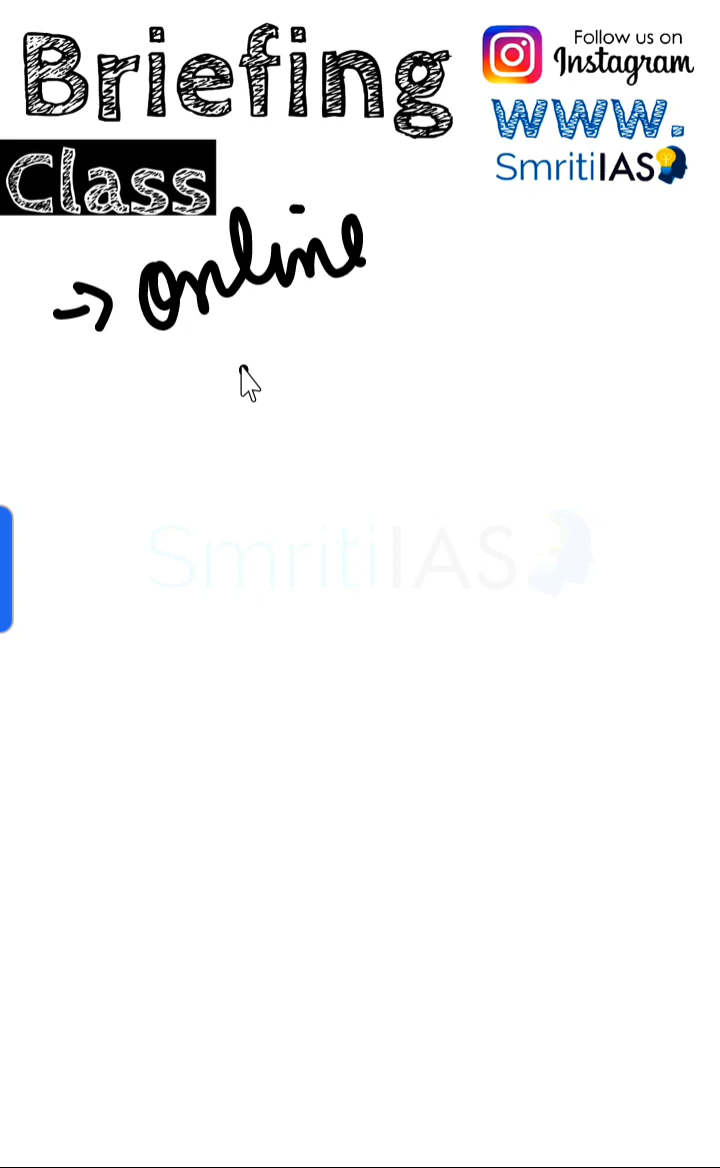 Briefing
Class
Follow us on
Instagram
www.
SmritiIAS
→ online
SmritiIAS